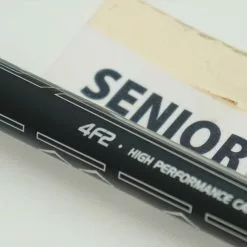 SENIOR
4F2 • HIGH PERFORMANCE